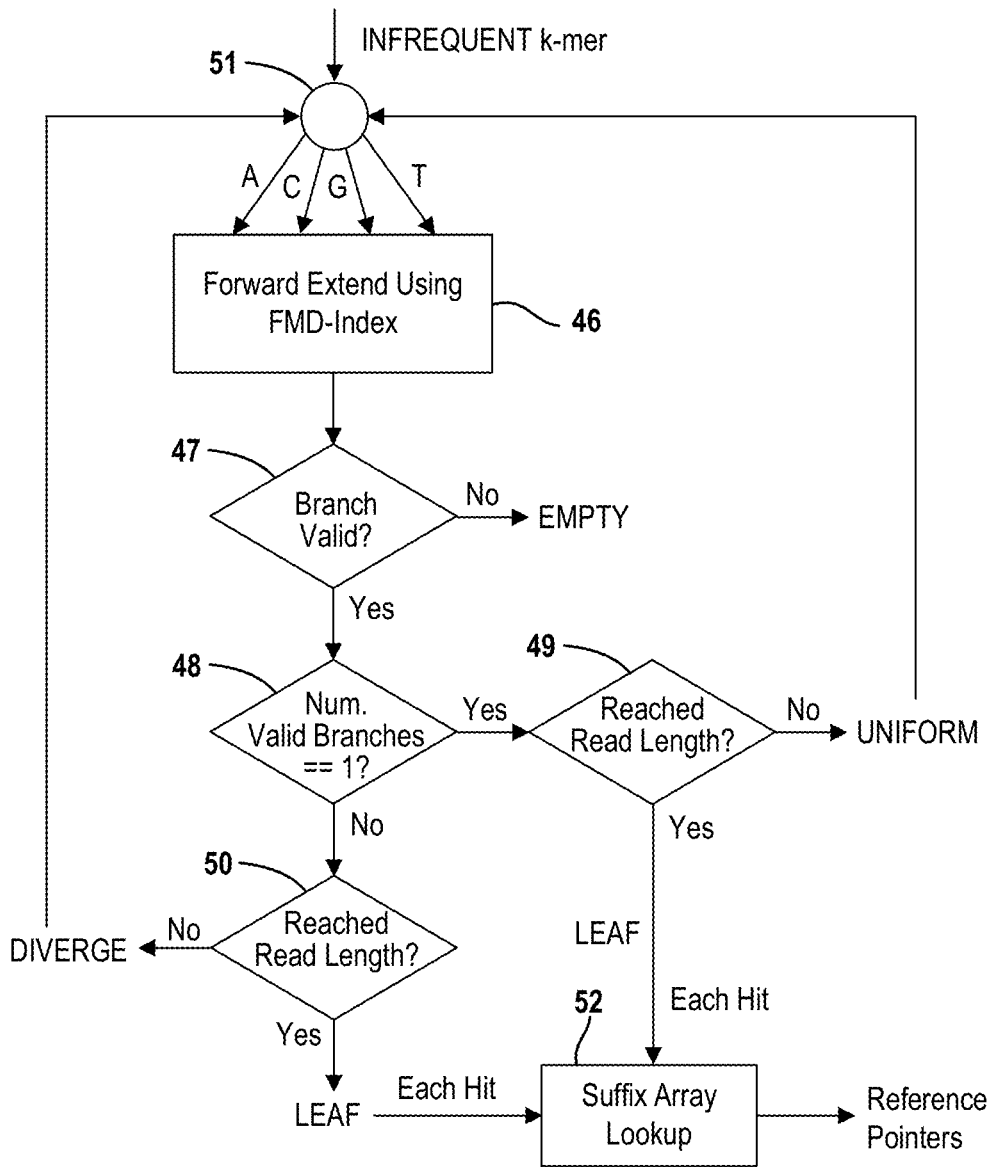 INFREQUENT k-mer
51
A
C
G
T
Forward Extend Using
FMD-Index
46
47
Branch
Valid?
No
EMPTY
Yes
48
Num.
Valid Branches
== 1?
Yes
49
Reached
Read Length?
No
UNIFORM
No
Yes
50
Reached
Read Length?
No
DIVERGE
LEAF
Each Hit
Yes
LEAF
Each Hit
52
Suffix Array
Lookup
Reference
Pointers